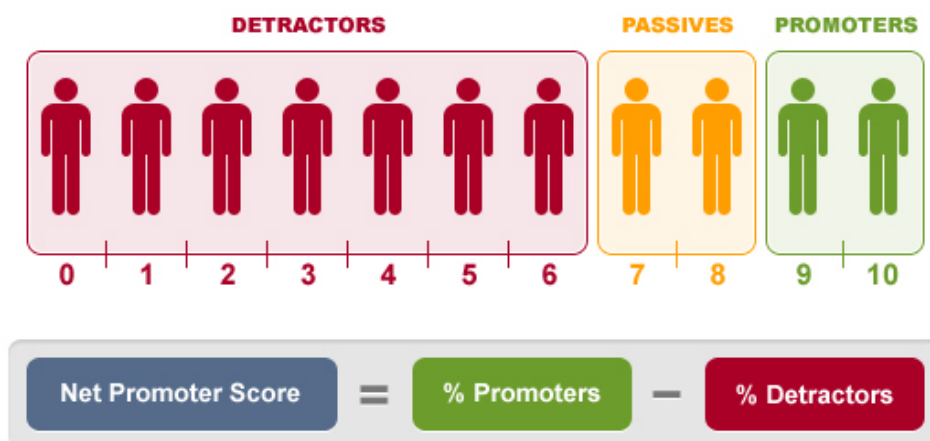 DETRACTORS PASSIVES PROMOTERS
0 1 2 3 4 5 6 7 8 9 10
Net Promoter Score = % Promoters – % Detractors